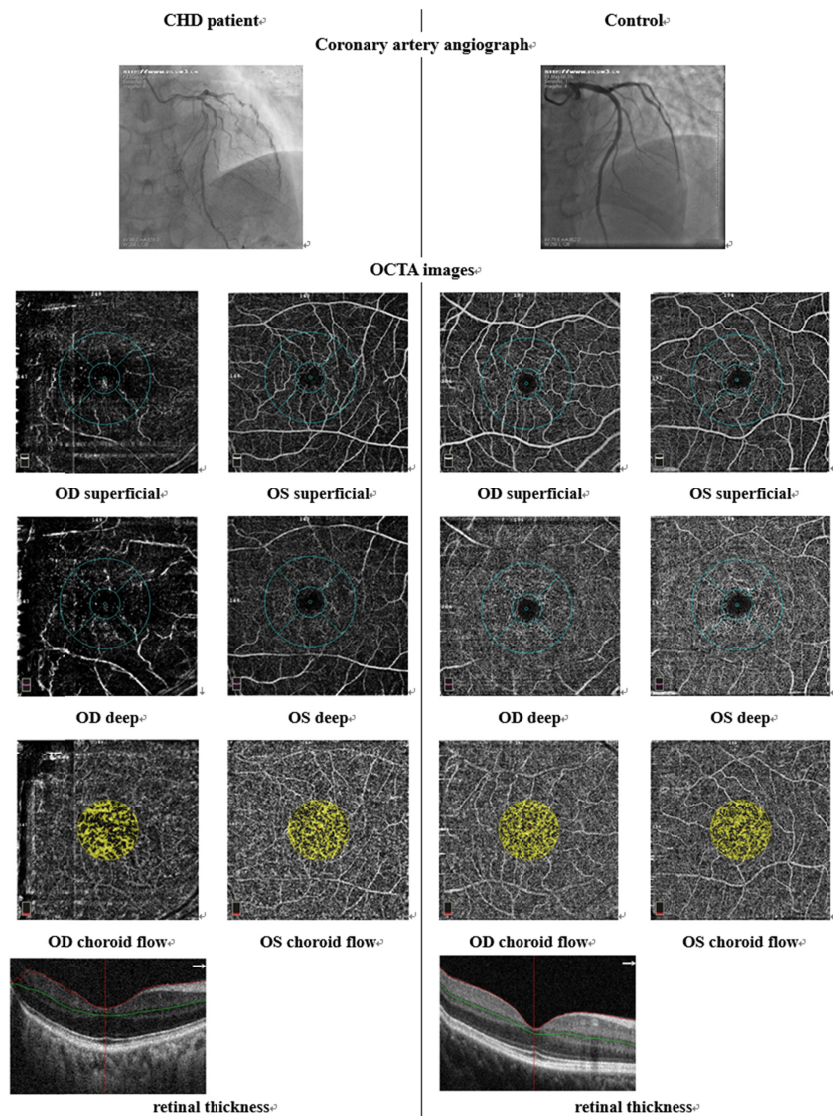 CHD patient
Control
Coronary artery angiograph
OCTA images
OD superficial
OS superficial
OD superficial
OS superficial
OD deep
OS deep
OD deep
OS deep
OD choroid flow
OS choroid flow
OD choroid flow
OS choroid flow
retinal thickness
retinal thickness